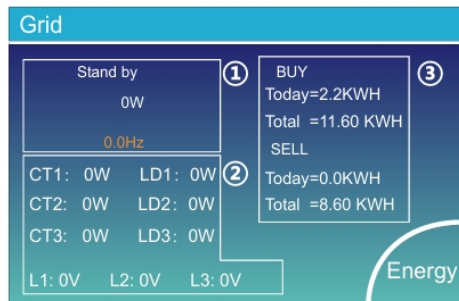 Grid
Stand by
0W
0.0Hz
①
CT1: 0W LD1: 0W
CT2: 0W LD2: 0W
CT3: 0W LD3: 0W
L1: 0V L2: 0V L3: 0V
②
BUY
Today=2.2KWH
Total =11.60 KWH
SELL
Today=0.0KWH
Total =8.60 KWH
③
Energy